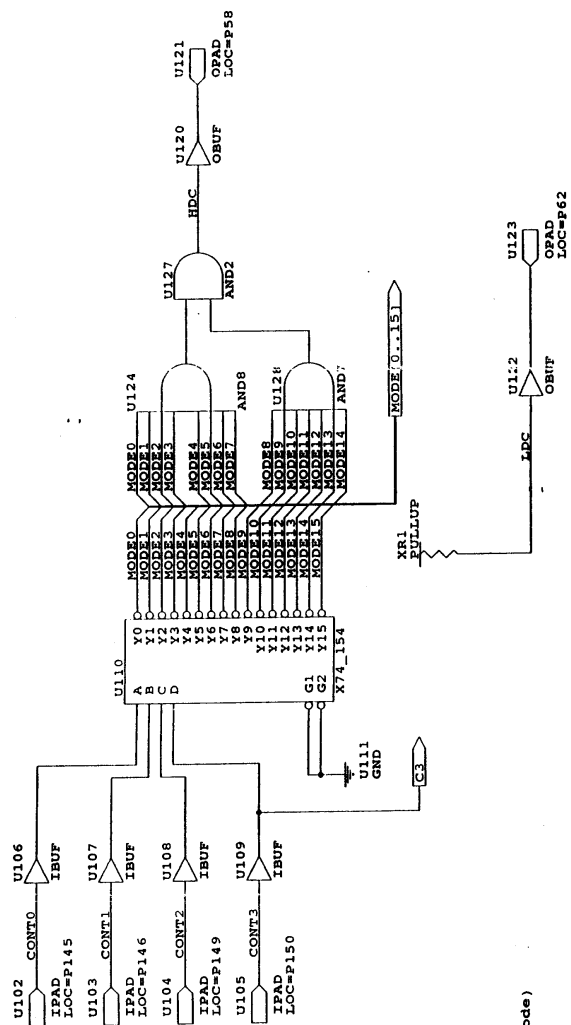 U102
IPAD
LOC=P145
CONT0
U106
IBUF
U103
IPAD
LOC=P146
CONT1
U107
IBUF
U104
IPAD
LOC=P149
CONT2
U108
IBUF
U105
IPAD
LOC=P150
CONT3
U109
IBUF
C3
U110
A
B
C
D
G1
G2
X74_154
U111
GND
Y0
Y1
Y2
Y3
Y4
Y5
Y6
Y7
Y8
Y9
Y10
Y11
Y12
Y13
Y14
Y15
MODE0
MODE1
MODE2
MODE3
MODE4
MODE5
MODE6
MODE7
MODE8
MODE9
MODE10
MODE11
MODE12
MODE13
MODE14
MODE15
MODE0
MODE1
MODE2
MODE3
MODE4
MODE5
MODE6
MODE7
U124
AND8
MODE8
MODE9
MODE10
MODE11
MODE12
MODE13
MODE14
U128
AND7
MODE[0..15]
U127
AND2
HDC
U120
OBUF
U121
OPAD
LOC=P58
XR1
PULLUP
LDC
U122
OBUF
U123
OPAD
LOC=P62
ode)